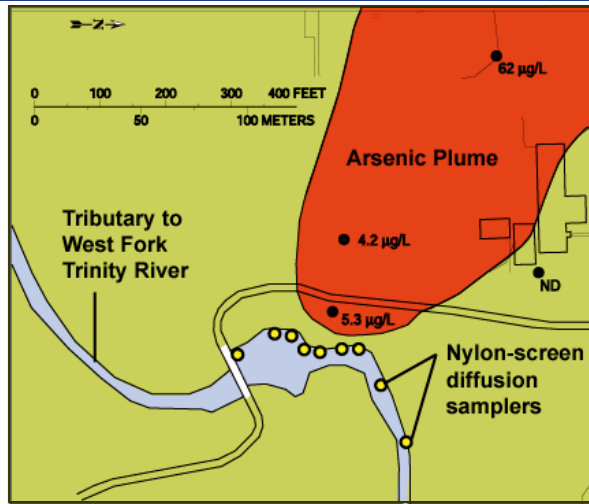 N
0 100 200 300 400 FEET
0 50 100 METERS
62 µg/L
Arsenic Plume
Tributary to
West Fork
Trinity River
4.2 µg/L
ND
5.3 µg/L
Nylon-screen
diffusion
samplers